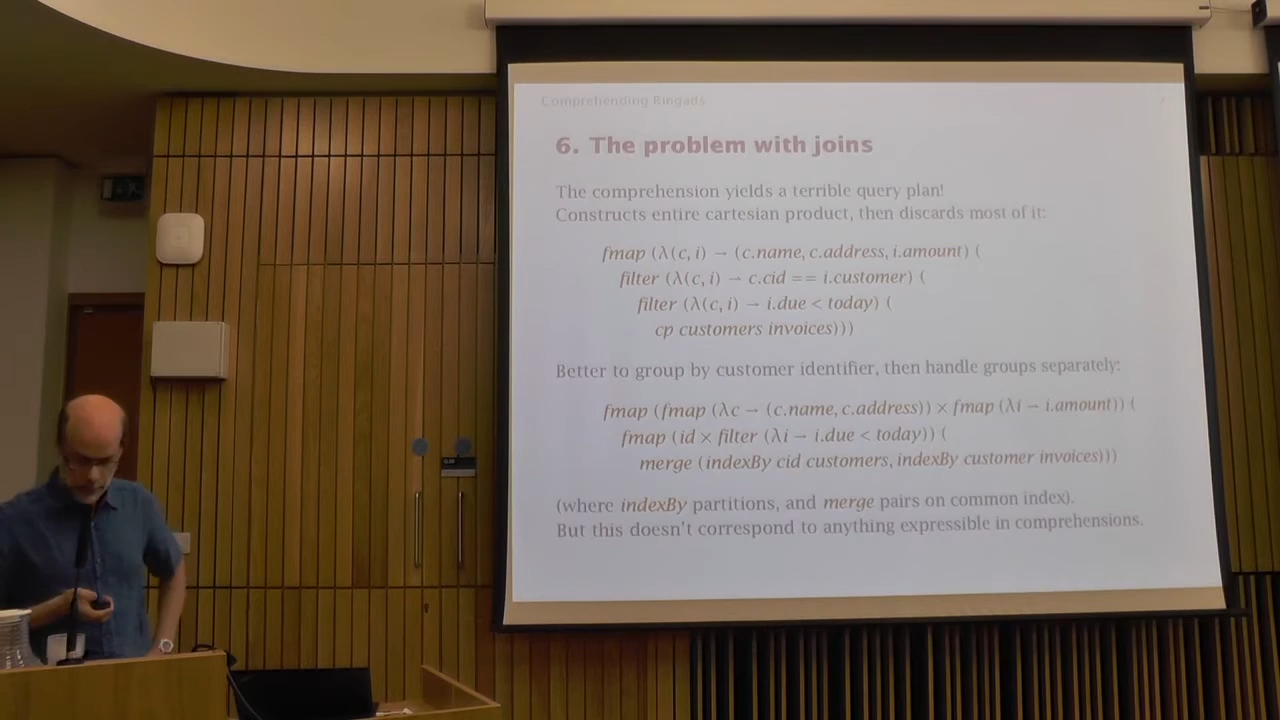 Comprehending Ringads
6. The problem with joins
The comprehension yields a terrible query plan!
Constructs entire cartesian product, then discards most of it:
fmap (λ(c, i) → (c.name, c.address, i.amount) (
filter (λ(c, i) → c.cid == i.customer) (
filter (λ(c, i) → i.due < today) (
cp customers invoices)))
Better to group by customer identifier, then handle groups separately:
fmap (fmap (λc → (c.name, c.address)) × fmap (λi → i.amount)) (
fmap (id × filter (λi → i.due < today)) (
merge (indexBy cid customers, indexBy customer invoices)))
(where indexBy partitions, and merge pairs on common index).
But this doesn't correspond to anything expressible in comprehensions.